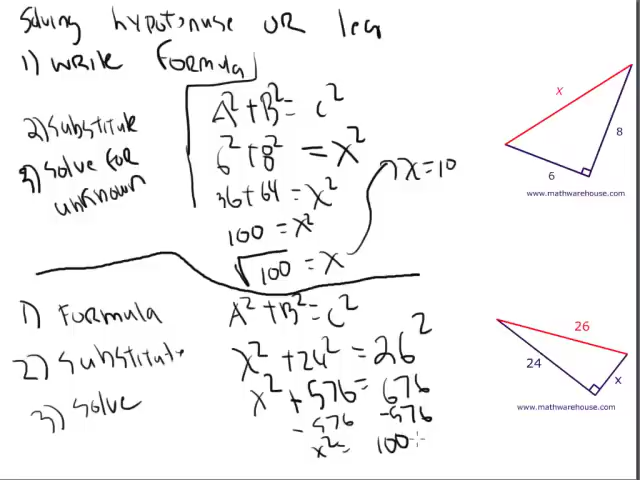 Solving hypotenuse OR leg
1) write formula
A² + B² = c²
2) Substitute
6² + 8² = x²
3) Solve for unknown
36 + 64 = x²
x = 10
100 = x²
√100 = x
x
8
6
www.mathwarehouse.com
1) Formula
A² + B² = c²
2) Substitute
x² + 24² = 26²
3) Solve
x² + 576 = 676
- 576 -576
x² = 100
26
24
x
www.mathwarehouse.com